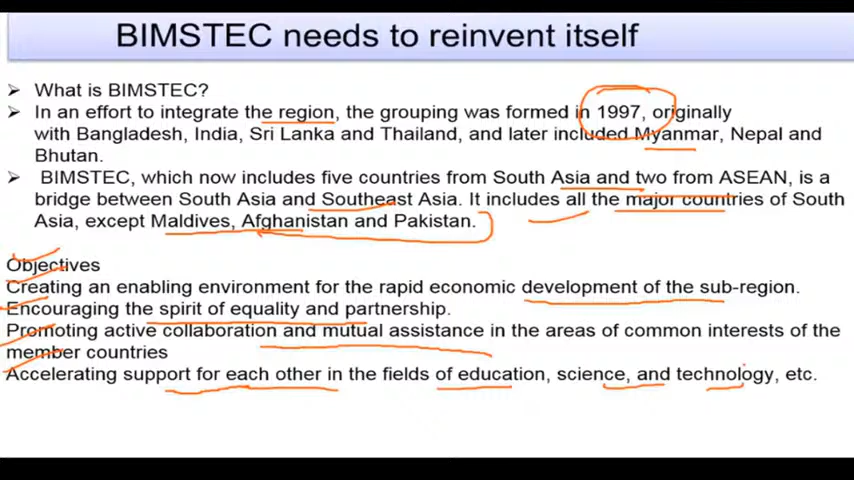 BIMSTEC needs to reinvent itself
➢ What is BIMSTEC?
➢ In an effort to integrate the region, the grouping was formed in 1997, originally
with Bangladesh, India, Sri Lanka and Thailand, and later included Myanmar, Nepal and
Bhutan.
➢ BIMSTEC, which now includes five countries from South Asia and two from ASEAN, is a
bridge between South Asia and Southeast Asia. It includes all the major countries of South
Asia, except Maldives, Afghanistan and Pakistan.
Objectives
Creating an enabling environment for the rapid economic development of the sub-region.
Encouraging the spirit of equality and partnership.
Promoting active collaboration and mutual assistance in the areas of common interests of the
member countries
Accelerating support for each other in the fields of education, science, and technology, etc.